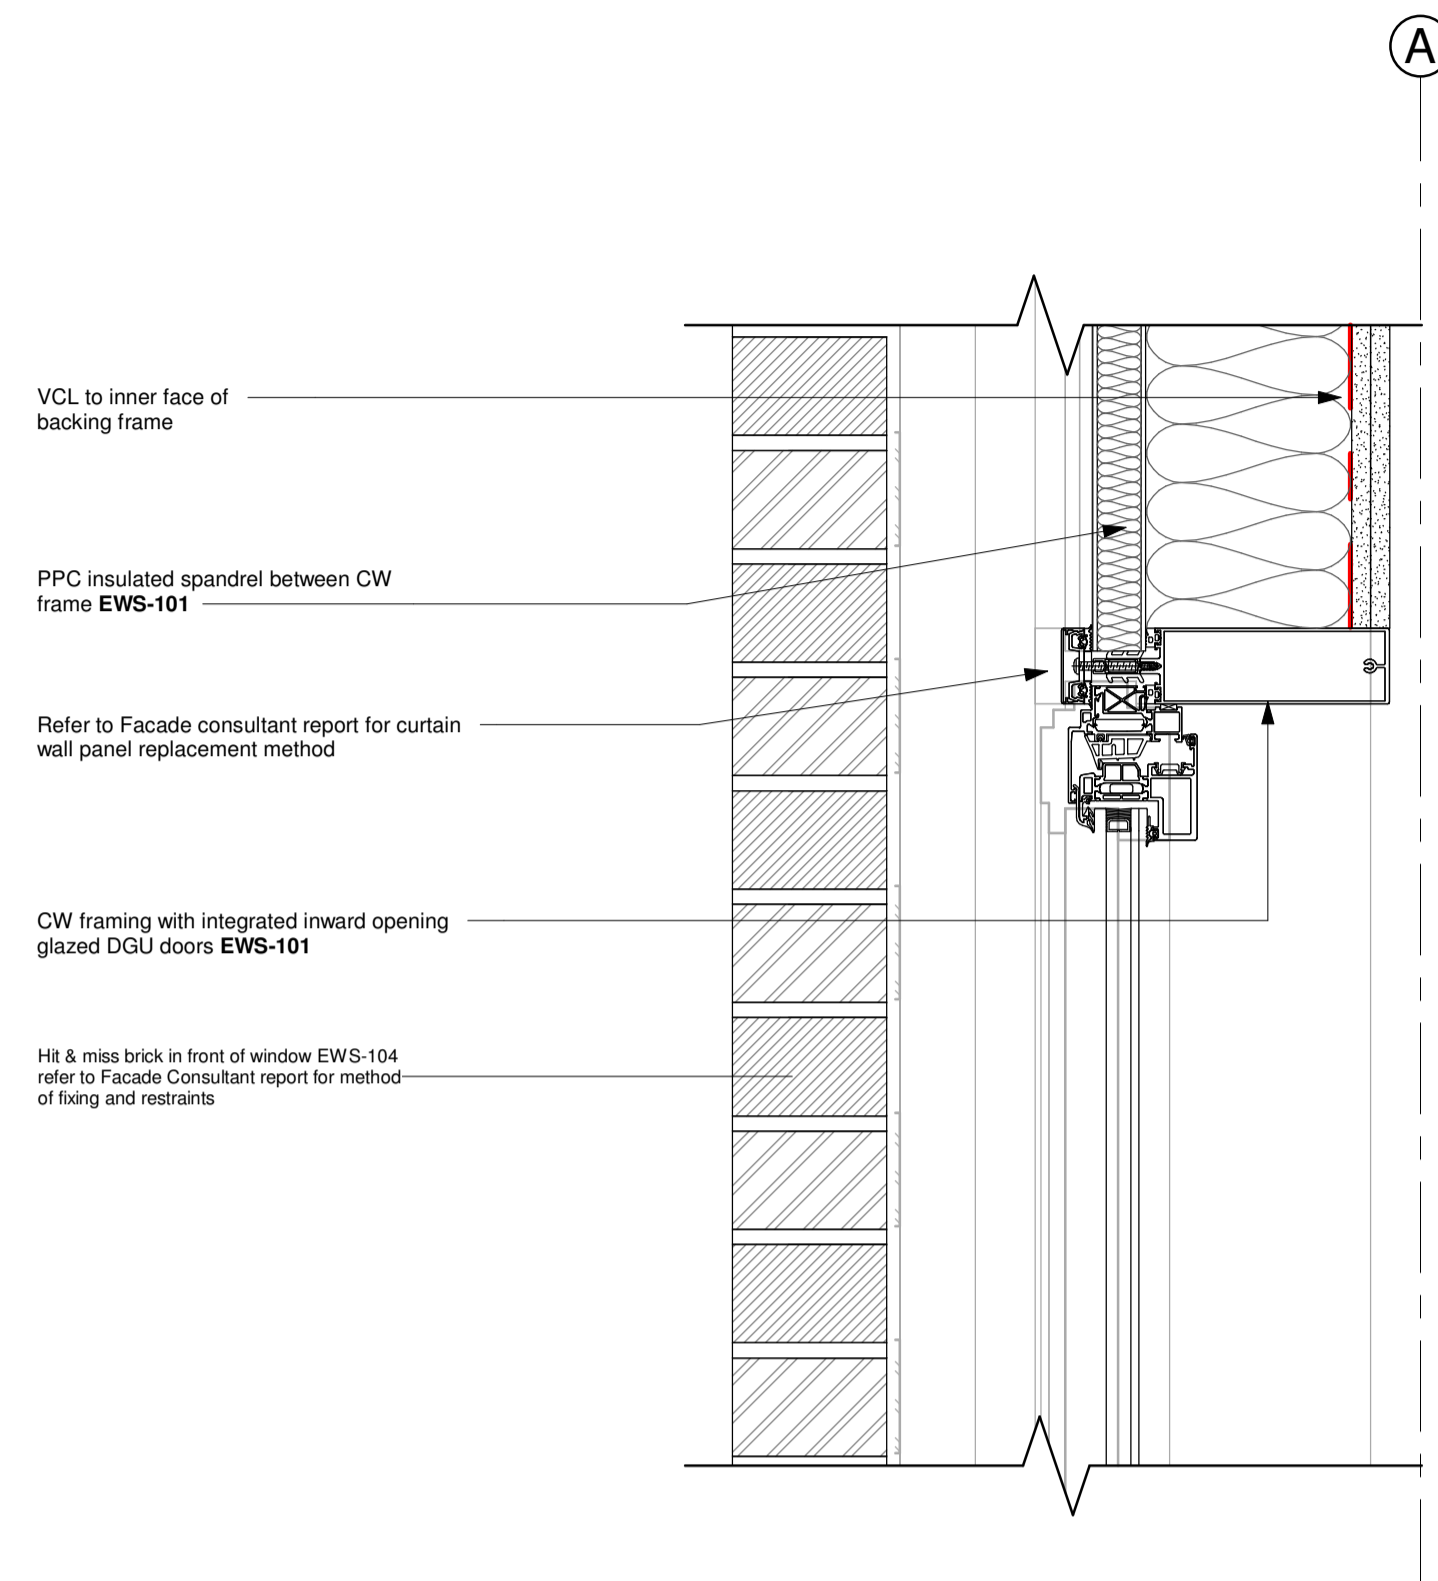 A
VCL to inner face of
backing frame
PPC insulated spandrel between CW
frame EWS-101
Refer to Facade consultant report for curtain
wall panel replacement method
CW framing with integrated inward opening
glazed DGU doors EWS-101
Hit & miss brick in front of window EWS-104
refer to Facade Consultant report for method
of fixing and restraints